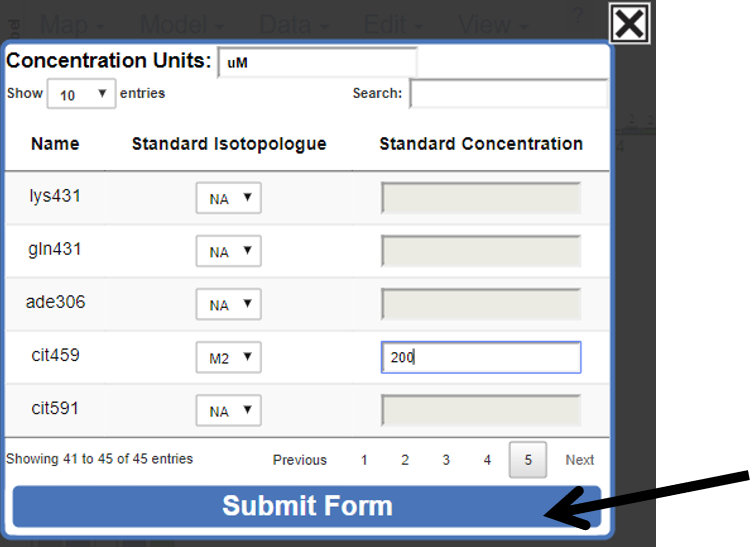 Map Model Data Edit View ?
Concentration Units: uM
Show 10 entries Search:
Name Standard Isotopologue Standard Concentration
lys431 NA
gln431 NA
ade306 NA
cit459 M2 200
cit591 NA
Showing 41 to 45 of 45 entries Previous 1 2 3 4 5 Next
Submit Form